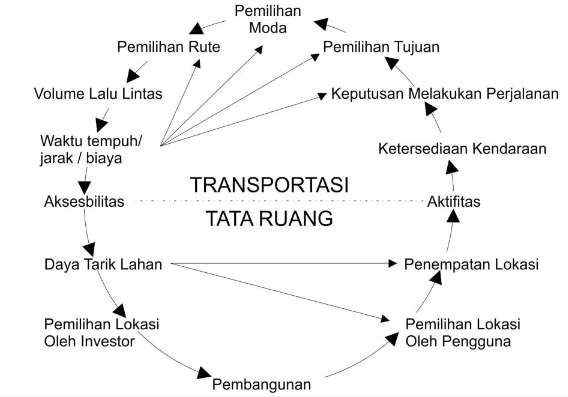 Pemilihan
Moda
Pemilihan Rute
Pemilihan Tujuan
Volume Lalu Lintas
Keputusan Melakukan Perjalanan
Waktu tempuh/
jarak / biaya
Ketersediaan Kendaraan
TRANSPORTASI
Aksesbilitas
Aktifitas
TATA RUANG
Daya Tarik Lahan
Penempatan Lokasi
Pemilihan Lokasi
Oleh Investor
Pemilihan Lokasi
Oleh Pengguna
Pembangunan